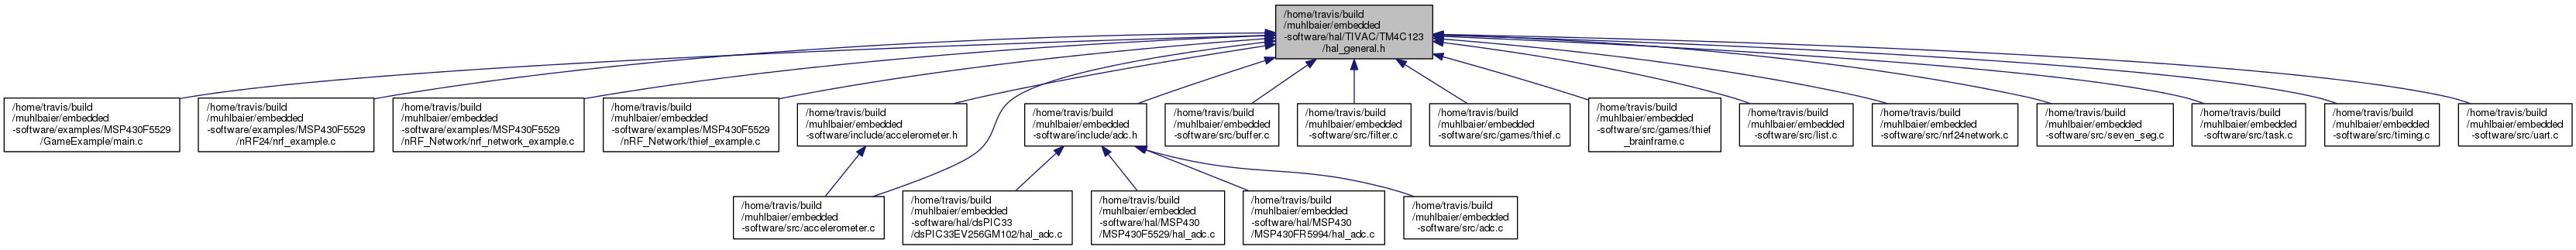 /home/travis/build
/muhlbaier/embedded
-software/hal/TIVAC/TM4C123
/hal_general.h
/home/travis/build
/muhlbaier/embedded
-software/examples/MSP430F5529
/GameExample/main.c
/home/travis/build
/muhlbaier/embedded
-software/examples/MSP430F5529
/nRF24/nrf_example.c
/home/travis/build
/muhlbaier/embedded
-software/examples/MSP430F5529
/nRF_Network/nrf_network_example.c
/home/travis/build
/muhlbaier/embedded
-software/examples/MSP430F5529
/nRF_Network/thief_example.c
/home/travis/build
/muhlbaier/embedded
-software/include/accelerometer.h
/home/travis/build
/muhlbaier/embedded
-software/include/adc.h
/home/travis/build
/muhlbaier/embedded
-software/src/buffer.c
/home/travis/build
/muhlbaier/embedded
-software/src/filter.c
/home/travis/build
/muhlbaier/embedded
-software/src/games/thief.c
/home/travis/build
/muhlbaier/embedded
-software/src/games/thief
_brainframe.c
/home/travis/build
/muhlbaier/embedded
-software/src/list.c
/home/travis/build
/muhlbaier/embedded
-software/src/nrf24network.c
/home/travis/build
/muhlbaier/embedded
-software/src/seven_seg.c
/home/travis/build
/muhlbaier/embedded
-software/src/task.c
/home/travis/build
/muhlbaier/embedded
-software/src/timing.c
/home/travis/build
/muhlbaier/embedded
-software/src/uart.c
/home/travis/build
/muhlbaier/embedded
-software/src/accelerometer.c
/home/travis/build
/muhlbaier/embedded
-software/hal/dsPIC33
/dsPIC33EV256GM102/hal_adc.c
/home/travis/build
/muhlbaier/embedded
-software/hal/MSP430
/MSP430F5529/hal_adc.c
/home/travis/build
/muhlbaier/embedded
-software/hal/MSP430
/MSP430FR5994/hal_adc.c
/home/travis/build
/muhlbaier/embedded
-software/src/adc.c